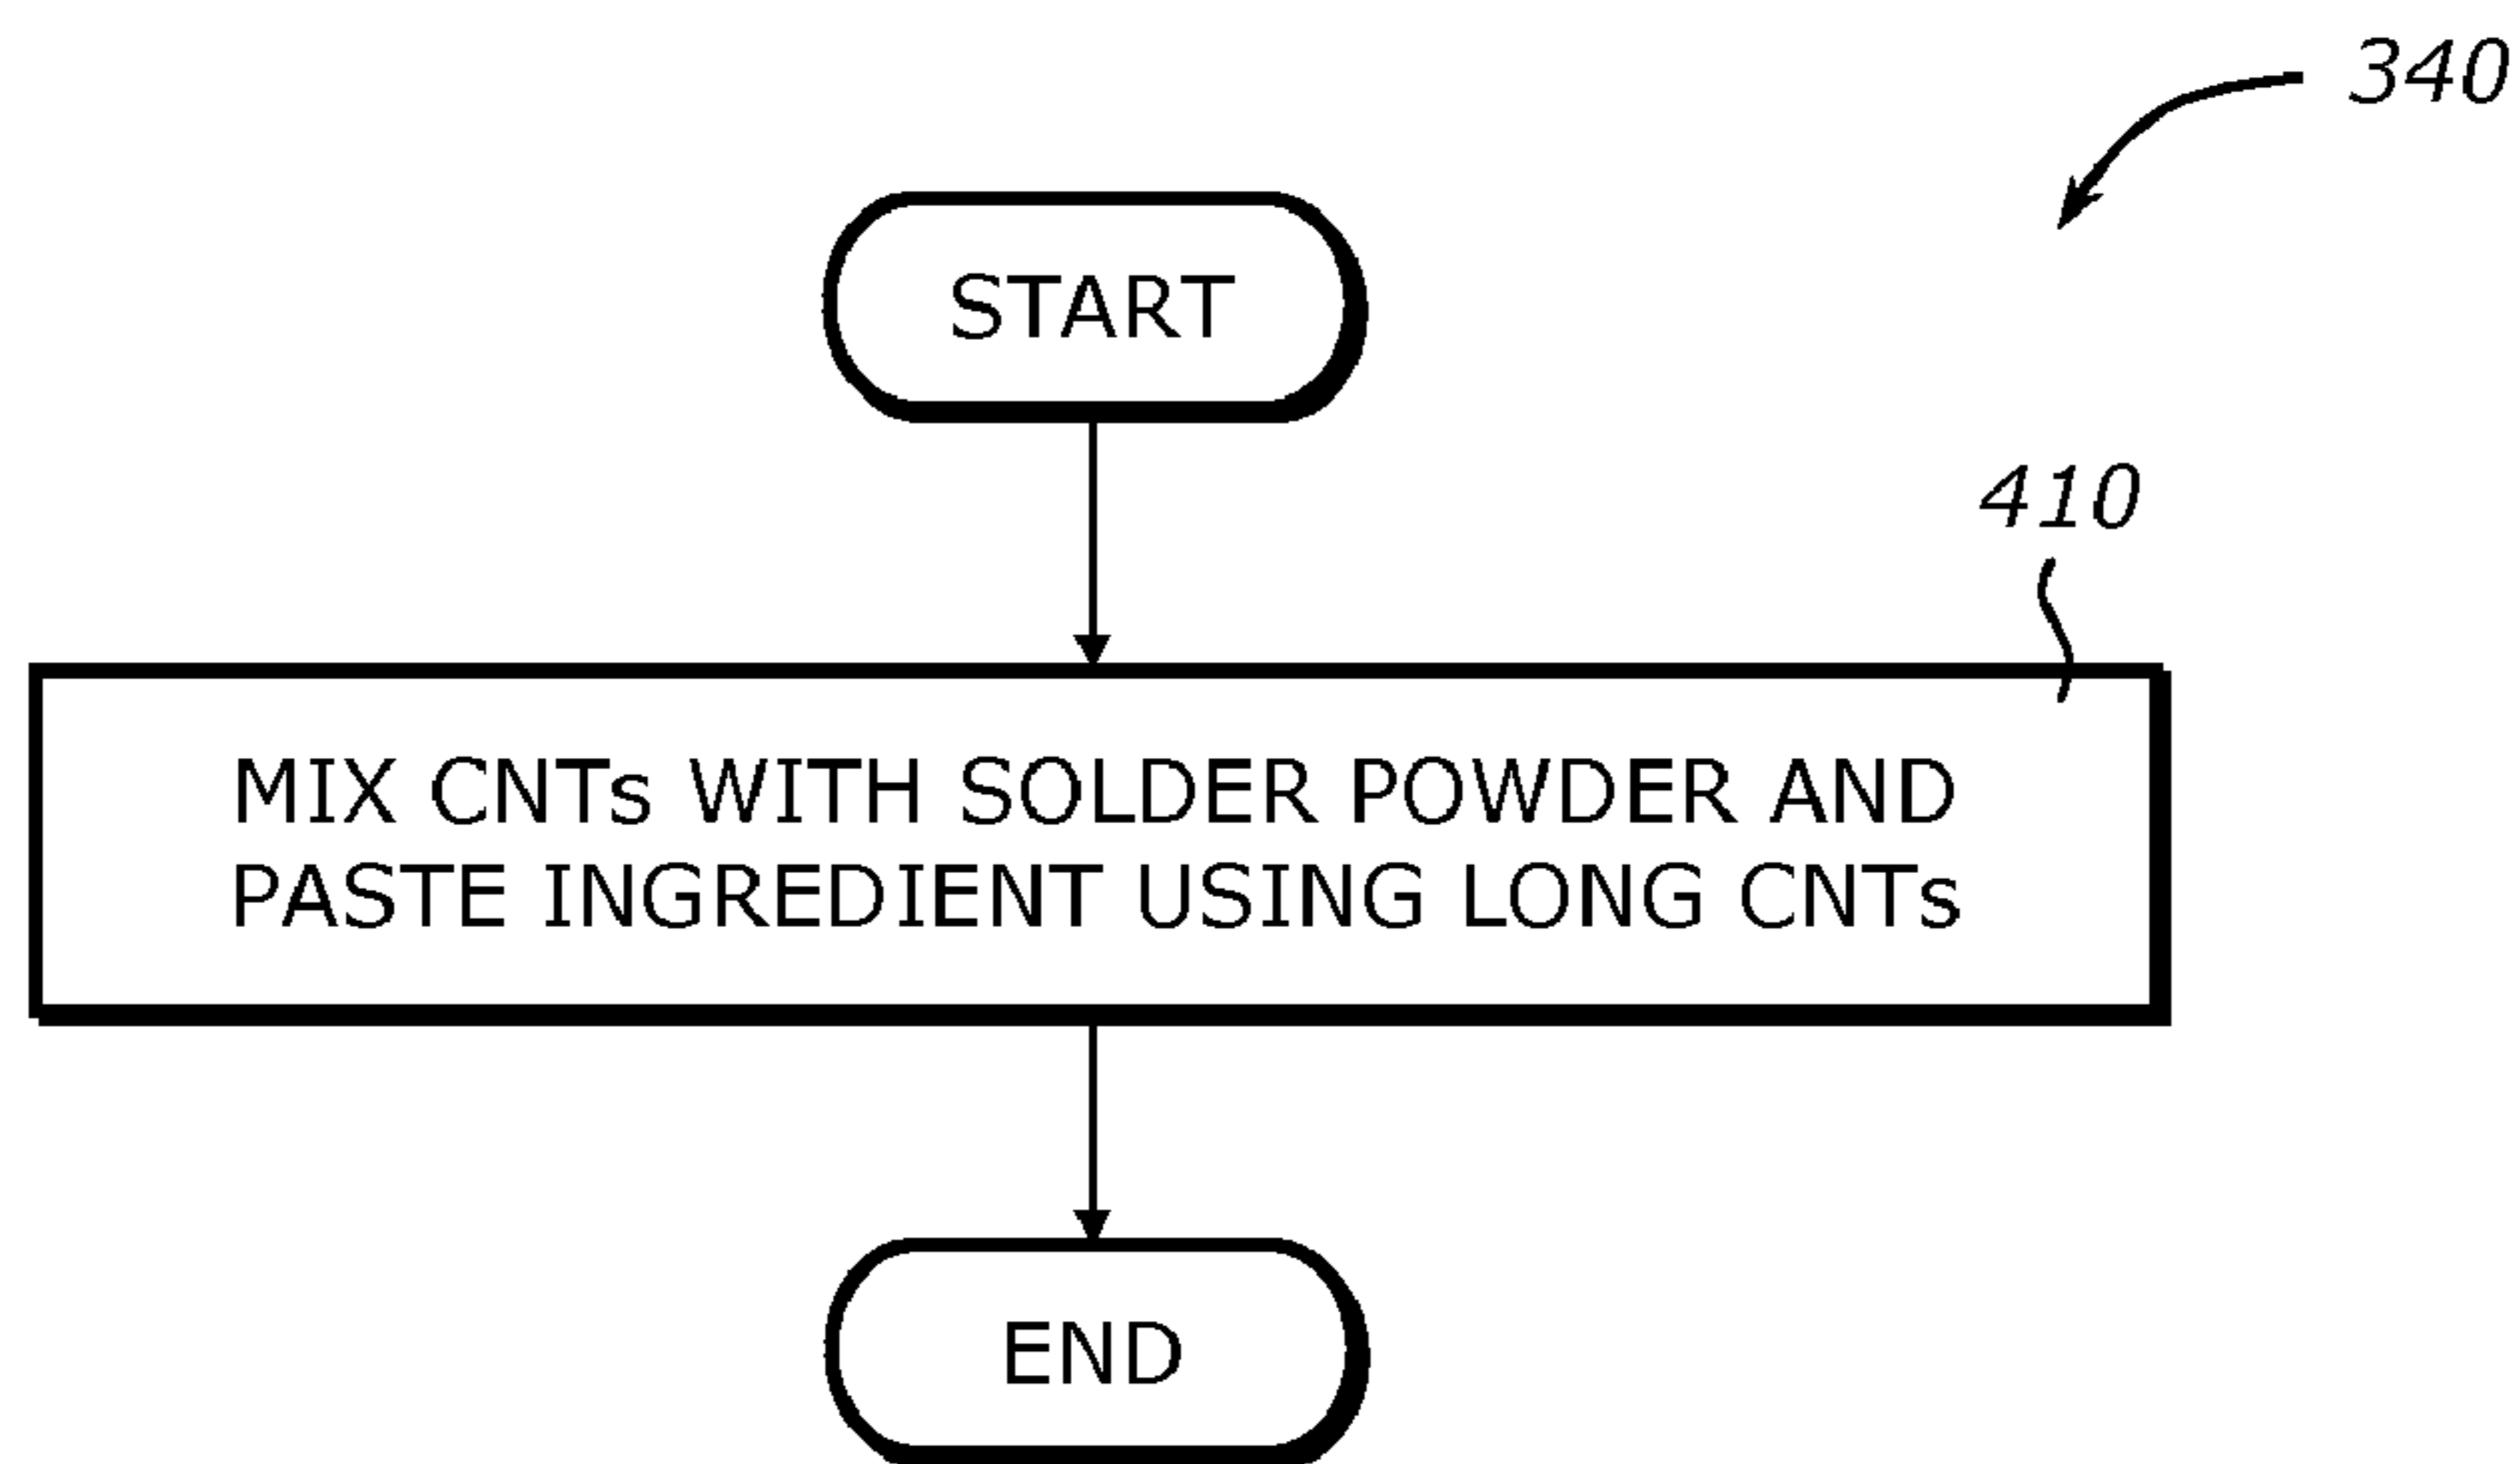 340
START
410
MIX CNTs WITH SOLDER POWDER AND
PASTE INGREDIENT USING LONG CNTs
END